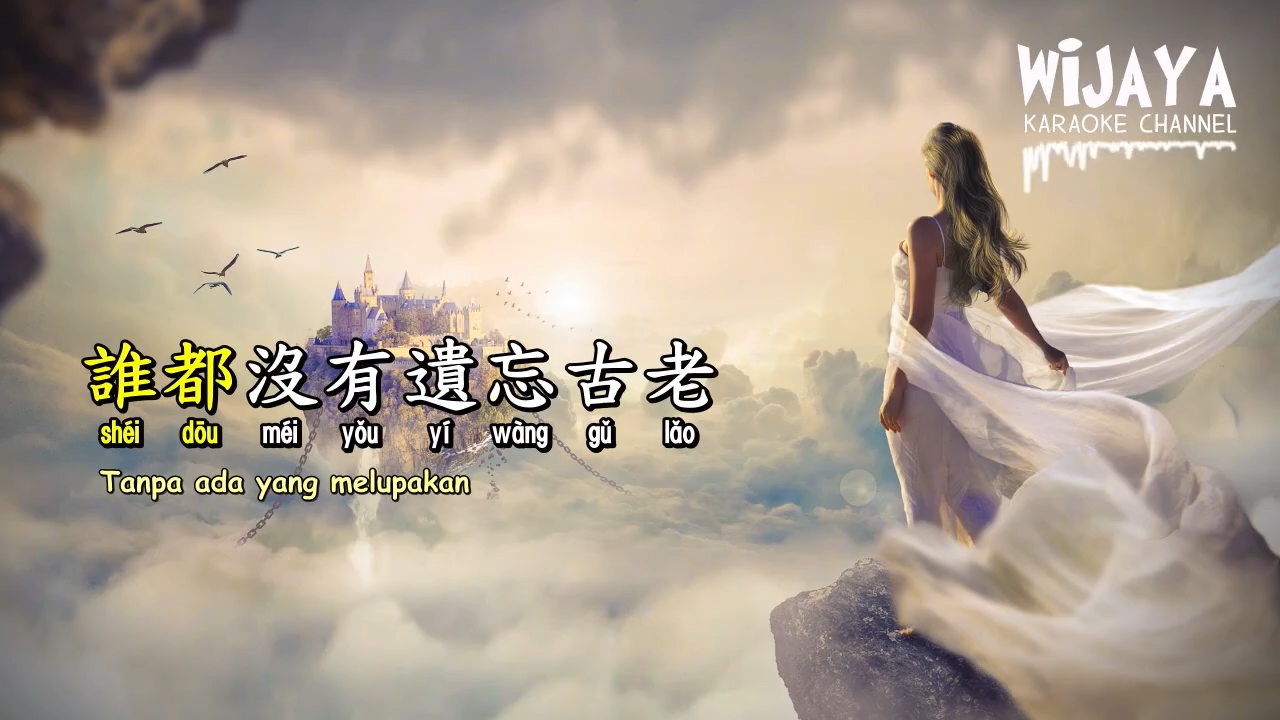 WiJAYA
KARAOKE CHANNEL
誰都沒有遺忘古老
shéi dōu méi yǒu yí wàng gǔ lǎo
Tanpa ada yang melupakan